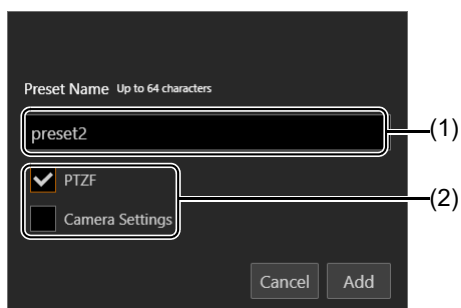 Preset Name Up to 64 characters
preset2
(1)
PTZF
Camera Settings
(2)
Cancel Add